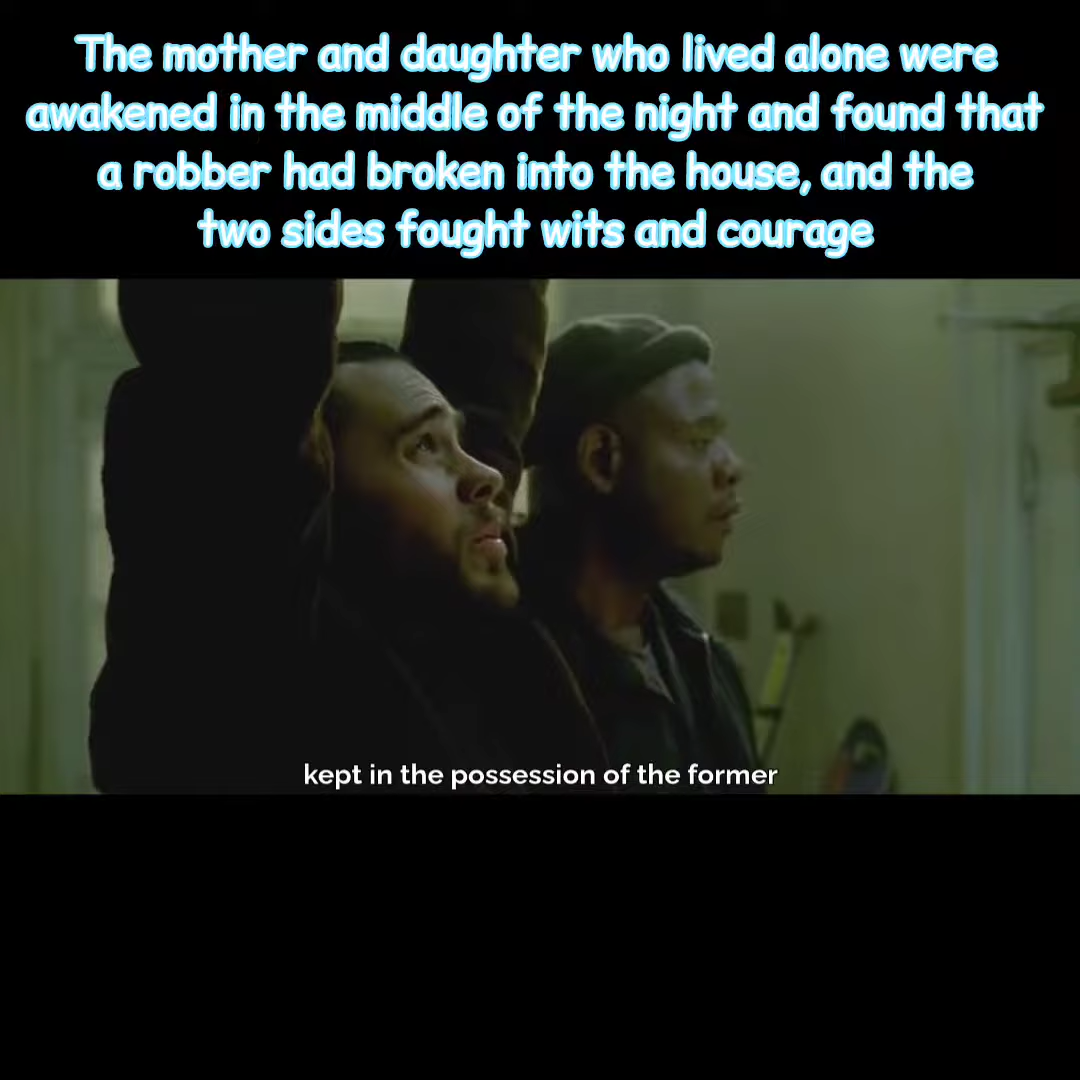 The mother and daughter who lived alone were
awakened in the middle of the night and found that
a robber had broken into the house, and the
two sides fought wits and courage
kept in the possession of the former